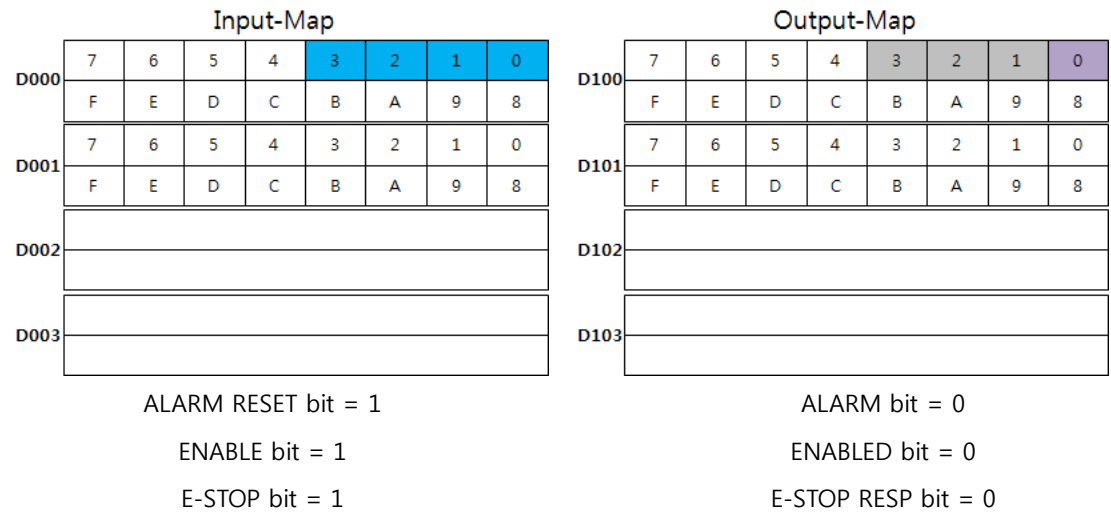 Input-Map
Output-Map
D000 7 6 5 4 3 2 1 0
F E D C B A 9 8
D001 7 6 5 4 3 2 1 0
F E D C B A 9 8
D002
D003
D100 7 6 5 4 3 2 1 0
F E D C B A 9 8
D101 7 6 5 4 3 2 1 0
F E D C B A 9 8
D102
D103
ALARM RESET bit = 1
ENABLE bit = 1
E-STOP bit = 1
ALARM bit = 0
ENABLED bit = 0
E-STOP RESP bit = 0